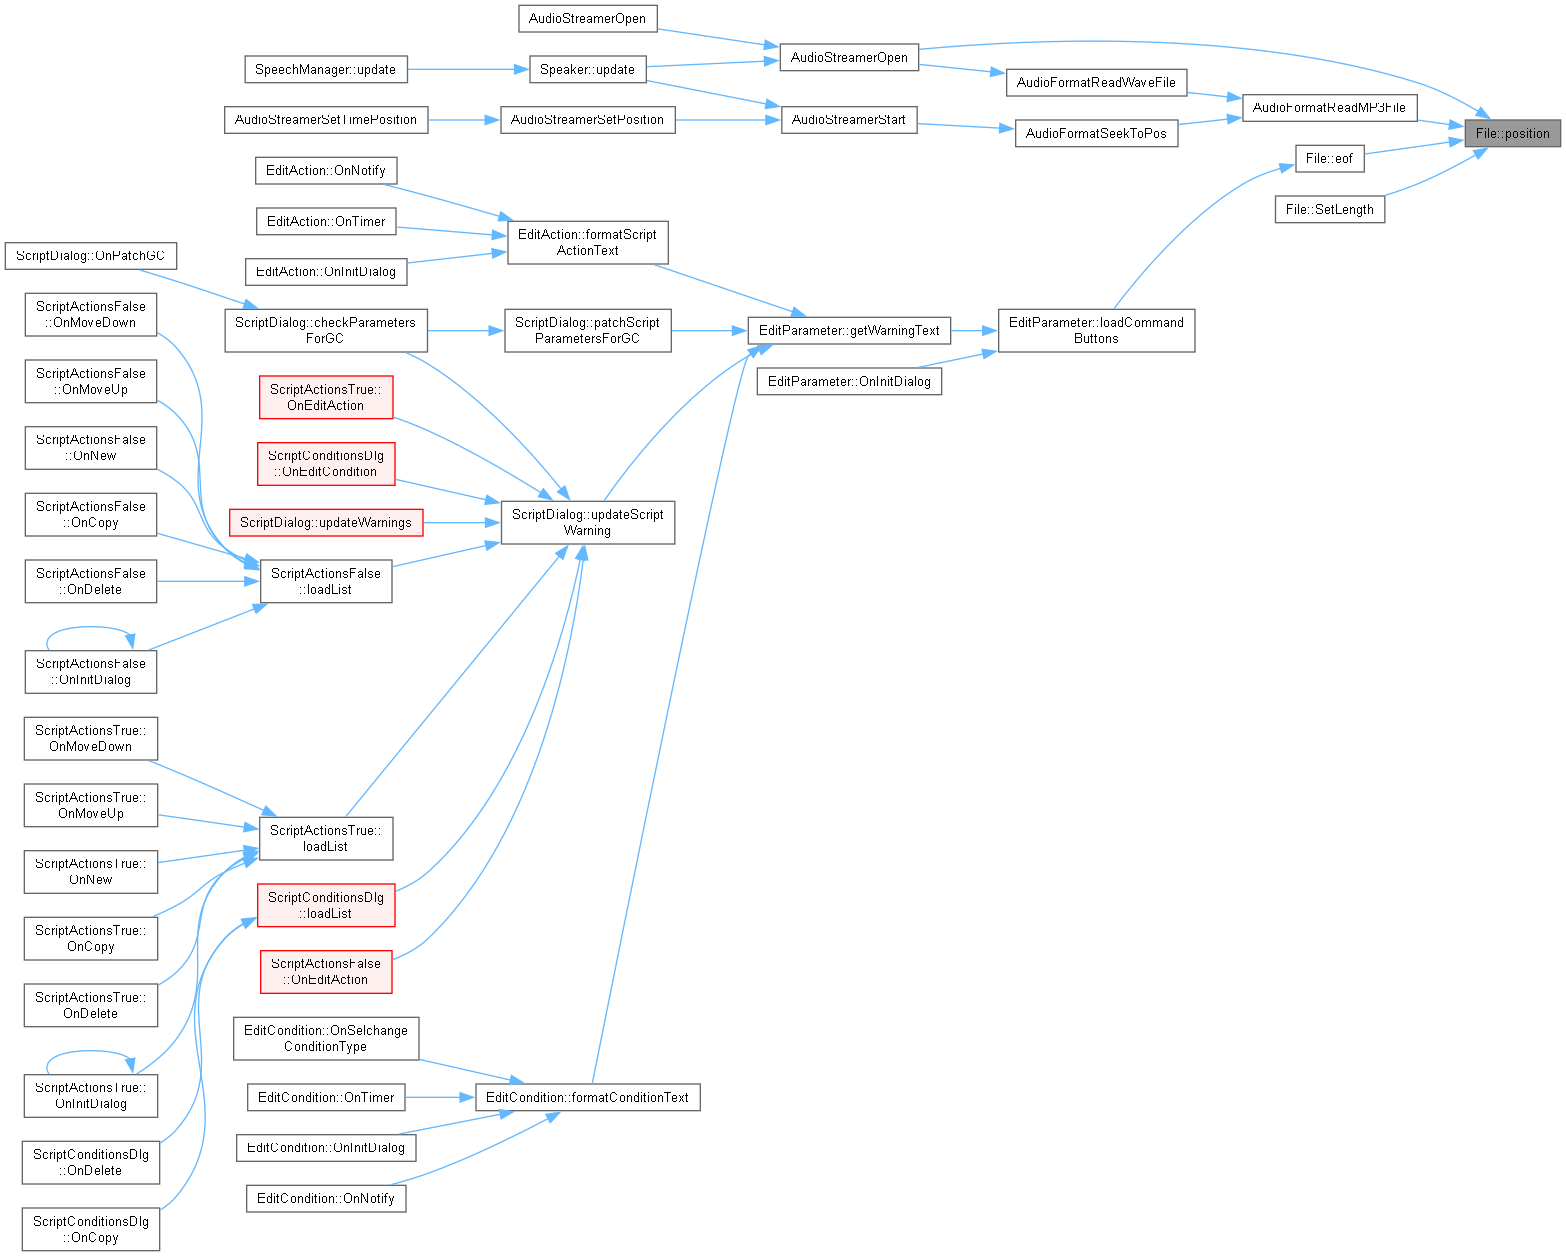 AudioStreamerOpen
AudioStreamerOpen
SpeechManager::update
Speaker::update
AudioFormatReadWaveFile
AudioFormatReadMP3File
AudioStreamerSetTimePosition
AudioStreamerSetPosition
AudioStreamerStart
AudioFormatSeekToPos
File::position
File::eof
File::SetLength
EditAction::OnNotify
EditAction::OnTimer
EditAction::formatScript
ActionText
EditAction::OnInitDialog
ScriptDialog::OnPatchGC
ScriptDialog::checkParameters
ForGC
ScriptDialog::patchScript
ParametersForGC
EditParameter::getWarningText
EditParameter::loadCommand
Buttons
EditParameter::OnInitDialog
ScriptActionsFalse
::OnMoveDown
ScriptActionsFalse
::OnMoveUp
ScriptActionsTrue::
OnEditAction
ScriptActionsFalse
::OnNew
ScriptConditionsDlg
::OnEditCondition
ScriptActionsFalse
::OnCopy
ScriptDialog::updateWarnings
ScriptDialog::updateScript
Warning
ScriptActionsFalse
::OnDelete
ScriptActionsFalse
::loadList
ScriptActionsFalse
::OnInitDialog
ScriptActionsTrue::
OnMoveDown
ScriptActionsTrue::
OnMoveUp
ScriptActionsTrue::
loadList
ScriptActionsTrue::
OnNew
ScriptConditionsDlg
::loadList
ScriptActionsTrue::
OnCopy
ScriptActionsFalse
::OnEditAction
ScriptActionsTrue::
OnDelete
EditCondition::OnSelchange
ConditionType
ScriptActionsTrue::
OnInitDialog
EditCondition::OnTimer
EditCondition::formatConditionText
EditCondition::OnInitDialog
ScriptConditionsDlg
::OnDelete
EditCondition::OnNotify
ScriptConditionsDlg
::OnCopy